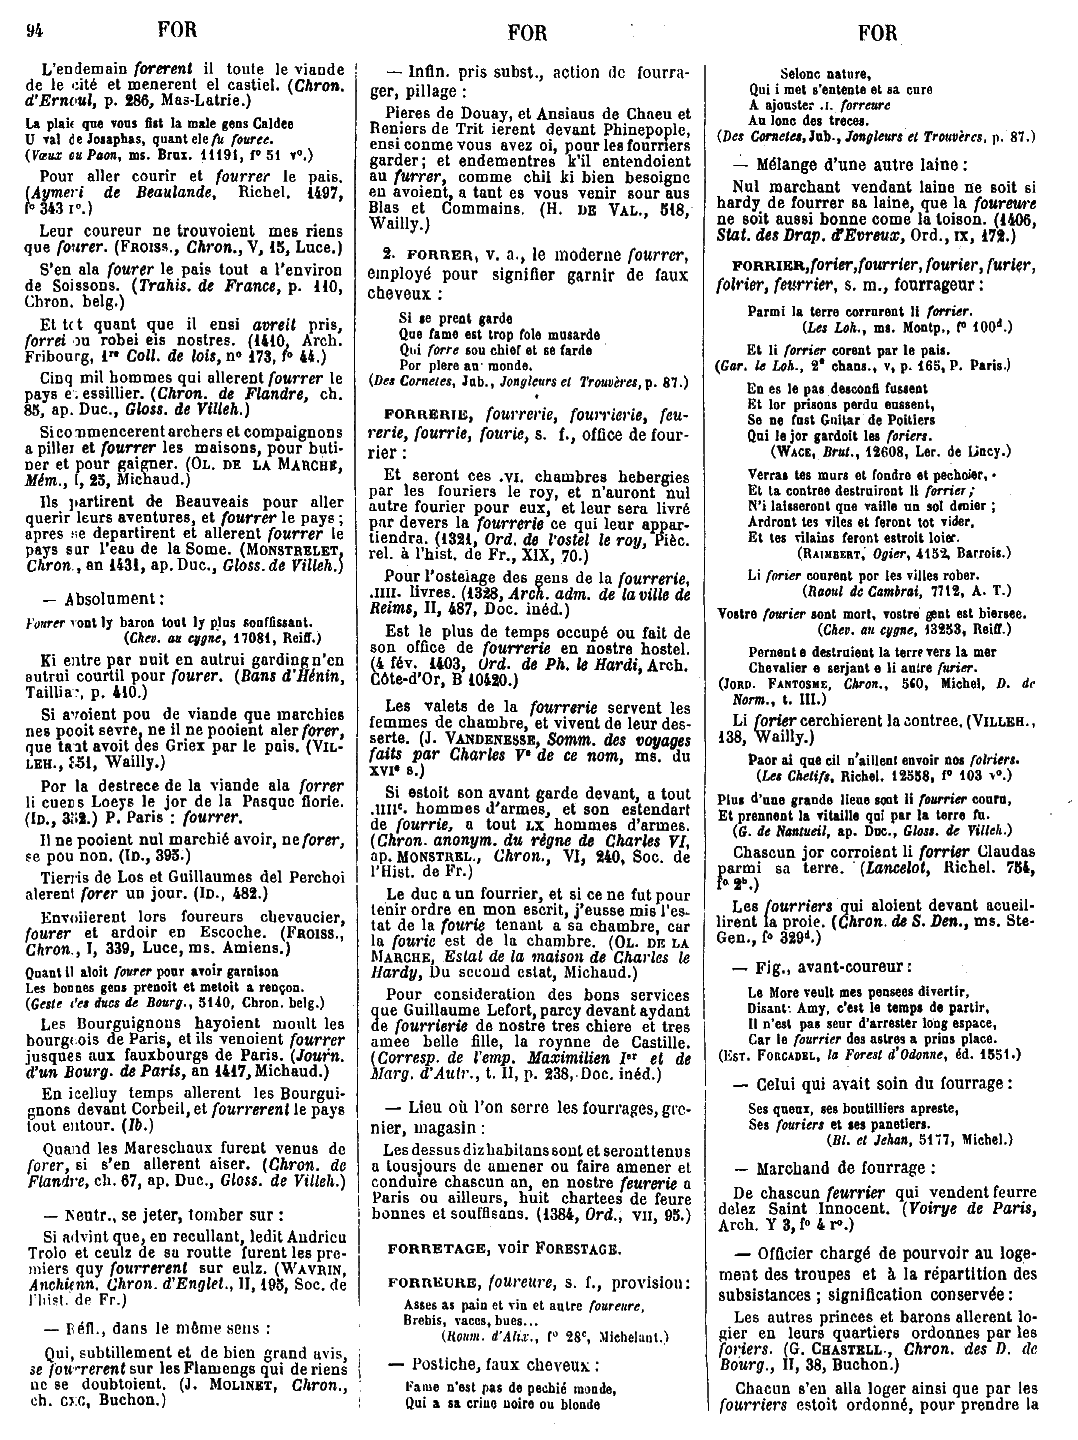 94 FOR FOR FOR
L'endemain forerent il toute le viande
de le cité et menerent el castiel. (Chron.
d'Ernoul, p. 286, Mas-Latrie.)
La plaie que vous fist la male gens Caldee
U val de Josaphas, quant ele fu fouree.
(Vœux du Paon, ms. Brux. 11191, f° 51 v°.)
Pour aller courir et fourrer le pais.
(Aymeri de Beaulande, Richel. 1497,
f° 343 r°.)
Leur coureur ne trouvoient mes riens
que fourer. (FROISS., Chron., V, 15, Luce.)
S'en ala fourer le pais tout a l'environ
de Soissons. (Trahis. de France, p. 110,
Chron. belg.)
Et tot quant que il ensi avreit pris,
forrei ou robei eis nostres. (1410, Arch.
Fribourg, 1re Coll. de lois, n° 173, f° 44.)
Cinq mil hommes qui allerent fourrer le
pays et essillier. (Chron. de Flandre, ch.
85, ap. Duc., Gloss. de Villeh.)
Si commencerent archers et compaignons
a piller et fourrer les maisons, pour buti-
ner et pour gaigner. (OL. DE LA MARCHE,
Mém., I, 25, Michaud.)
Ils partirent de Beauveais pour aller
querir leurs aventures, et fourrer le pays ;
apres se departirent et allerent fourrer le
pays sur l'eau de la Some. (MONSTRELET,
Chron., an 1431, ap. Duc., Gloss. de Villeh.)
— Absolument :
Fourer vont ly baron tout ly plus souffissant.
(Chev. au cygne, 17081, Reiff.)
Ki entre par nuit en autrui garding n'en
autrui courtil pour fourer. (Bans d'Hénin,
Tailliar, p. 410.)
Si avoient pou de viande que marchies
nes pooit sevre, ne il ne pooient aler forer,
que tant avoit des Griex par le pais. (VIL-
LEH., 351, Wailly.)
Por la destrece de la viande ala forrer
li cuens Loeys le jor de la Pasque florie.
(ID., 352.) P. Paris : fourrer.
Il ne pooient nul marchié avoir, ne forer,
se pou non. (ID., 395.)
Tierris de Los et Guillaumes del Perchoi
alerent forer un jor. (ID., 482.)
Envoiierent lors foureurs chevaucier,
fourer et ardoir en Escoche. (FROISS.,
Chron., I, 339, Luce, ms. Amiens.)
Quant il aloit fourer pour avoir garnison
Les bonnes gens prenoit et metoit a rençon.
(Geste des ducs de Bourg., 5140, Chron. belg.)
Les Bourguignons hayoient moult les
bourgeois de Paris, et ils venoient fourrer
jusques aux fauxbourgs de Paris. (Journ.
d'un Bourg. de Paris, an 1417, Michaud.)
En icelluy temps allerent les Bourgui-
gnons devant Corbeil, et fourrerent le pays
tout entour. (Ib.)
Quand les Mareschaux furent venus de
forer, si s'en allerent aiser. (Chron. de
Flandre, ch. 67, ap. Duc., Gloss. de Villeh.)
— Neutr., se jeter, tomber sur :
Si advint que, en recullant, ledit Andrieu
Trolo et ceulz de sa routte furent les pre-
miers quy fourrerent sur eulz. (WAVRIN,
Anchienn. Chron. d'Englet., II, 195, Soc. de
l'hist. de Fr.)
— Réfl., dans le même sens :
Qui, subtillement et de bien grand avis,
se fourrerent sur les Flamengs qui de riens
ne se doubtoient. (J. MOLINET, Chron.,
ch. CXC, Buchon.)
— Infin. pris subst., action de fourra-
ger, pillage :
Pieres de Douay, et Ansiaus de Chaeu et
Reniers de Trit ierent devant Phinepople,
ensi conme vous avez oi, pour les fourriers
garder ; et endementres k'il entendoient
au furrer, comme chil ki bien besoigne
en avoient, a tant es vous venir sour aus
Blas et Commains. (H. DE VAL., 518,
Wailly.)
2. FORRER, v. a., le moderne fourrer,
employé pour signifier garnir de faux
cheveux :
Si se prent garde
Que fame est trop fole musarde
Qui forre son chief et se farde
Por plere au monde.
(Des Cornetes, Jub., Jongleurs et Trouvères, p. 87.)
FORRERIE, fourrerie, fourrierie, feu-
rerie, fourrie, fourie, s. f., office de four-
rier :
Et seront ces .VI. chambres hebergies
par les fouriers le roy, et n'auront nul
autre fourier pour eux, et leur sera livré
par devers la fourrerie ce qui leur appar-
tiendra. (1321, Ord. de l'ostel le roy, Pièc.
rel. à l'hist. de Fr., XIX, 70.)
Pour l'ostelage des gens de la fourrerie,
.IIII. livres. (1328, Arch. adm. de la ville de
Reims, II, 487, Doc. inéd.)
Est le plus de temps occupé ou fait de
son office de fourrerie en nostre hostel.
(4 fév. 1403, Ord. de Ph. le Hardi, Arch.
Côte-d'Or, B 10420.)
Les valets de la fourrerie servent les
femmes de chambre, et vivent de leur des-
serte. (J. VANDENESSE, Somm. des voyages
faits par Charles Ve de ce nom, ms. du
XVIe s.)
Si estoit son avant garde devant, a tout
.IIIIc. hommes d'armes, et son estendart
de fourrie, a tout LX hommes d'armes.
(Chron. anonym. du règne de Charles VI,
ap. MONSTREL., Chron., VI, 240, Soc. de
l'Hist. de Fr.)
Le duc a un fourrier, et si ce ne fut pour
tenir ordre en mon escrit, j'eusse mis l'es-
tat de la fourie tenant a sa chambre, car
la fourie est de la chambre. (OL. DE LA
MARCHE, Estat de la maison de Charles le
Hardy, Du second estat, Michaud.)
Pour consideration des bons services
que Guillaume Lefort, parcy devant aydant
de fourrierie de nostre tres chiere et tres
amée belle fille, la roynne de Castille.
(Corresp. de l'emp. Maximilien Ier et de
Marg. d'Autr., t. II, p. 238, Doc. inéd.)
— Lieu où l'on serre les fourrages, gre-
nier, magasin :
Les dessus diz habitans sont et seront tenus
a tousjours de amener ou faire amener et
conduire chascun an, en nostre feurerie a
Paris ou ailleurs, huit chartees de feure
bonnes et souffisans. (1384, Ord., VII, 95.)
FORRETAGE, voir FORESTAGE.
FORREURE, foureure, s. f., provision :
Asses as pain et vin et autre foureure,
Brebis, vaces, bues...
(Roum. d'Alix., f° 28c, Michelant.)
— Postiche, faux cheveux :
Fame n'est pas de pechié monde,
Qui a sa crine noire ou blonde
Selonc nature,
Qui i met s'entente et sa cure
A ajouster .I. forreure
Au lonc des treces.
(Des Cornetes, Jub., Jongleurs et Trouvères, p. 87.)
— Mélange d'une autre laine :
Nul marchant vendant laine ne soit si
hardy de fourrer sa laine, que la foureure
ne soit aussi bonne come la toison. (1406,
Stat. des Drap. d'Evreux, Ord., IX, 172.)
FORRIER, forier, fourrier, fourier, furier,
folrier, feurrier, s. m., fourrageur :
Parmi la terre corrurent li forrier.
(Les Loh., ms. Montp., f° 100d.)
Et li forrier corent par le pais.
(Gar. le Loh., 2e chans., V, p. 165, P. Paris.)
En es le pas desconfi fussent
Et lor prisons perdu eussent,
Se ne fust Guitar de Poitiers
Qui le jor gardoit les foriers.
(WACE, Brut., 12608, Ler. de Lincy.)
Verras tes murs et fondre et pechoier,
Et ta contree destruiront li forrier ;
N'i laisseront que vaille un sol denier ;
Ardront tes viles et feront tot vider,
Et tes vilains feront estroit loier.
(RAIMBERT, Ogier, 4152, Barrois.)
Li forier courent por les villes rober.
(Raoul de Cambrai, 7712, A. T.)
Vostre fourier sont mort, vostre gent est biersee.
(Chev. au cygne, 13253, Reiff.)
Pernent e destruient la terre vers la mer
Chevalier e serjant e li autre furier.
(JORD. FANTOSME, Chron., 560, Michel, D. de
Norm., t. III.)
Li forier cerchierent la contree. (VILLEH.,
138, Wailly.)
Paor ai que cil n'aillent envoir nos folriers.
(Les Chetifs, Richel. 12558, f° 103 v°.)
Plus d'une grande lieue sont li fourrier couru,
Et prennent la vitaille qui par la terre fu.
(G. de Nanteuil, ap. Duc., Gloss. de Villeh.)
Chascun jor corroient li forrier Claudas
parmi sa terre. (Lancelot, Richel. 754,
f° 2b.)
Les fourriers qui aloient devant acueil-
lirent la proie. (Chron. de S. Den., ms. Ste-
Gen., f° 329d.)
— Fig., avant-coureur :
Le More veult mes pensees divertir,
Disant: Amy, c'est le temps de partir,
Il n'est pas seur d'arrester long espace,
Car le fourrier des astres a prins place.
(EST. FORCADEL, la Forest d'Odonne, éd. 1551.)
— Celui qui avait soin du fourrage :
Ses queux, ses boutilliers apreste,
Ses fouriers et ses panetiers.
(Bl. et Jehan, 5177, Michel.)
— Marchand de fourrage :
De chascun feurrier qui vendent feurre
delez Saint Innocent. (Voirye de Paris,
Arch. Y 3, f° 4 r°.)
— Officier chargé de pourvoir au loge-
ment des troupes et à la répartition des
subsistances ; signification conservée :
Les autres princes et barons allerent lo-
gier en leurs quartiers ordonnes par les
foriers. (G. CHASTELL., Chron. des D. de
Bourg., II, 38, Buchon.)
Chacun s'en alla loger ainsi que par les
fourriers estoit ordonné, pour prendre la